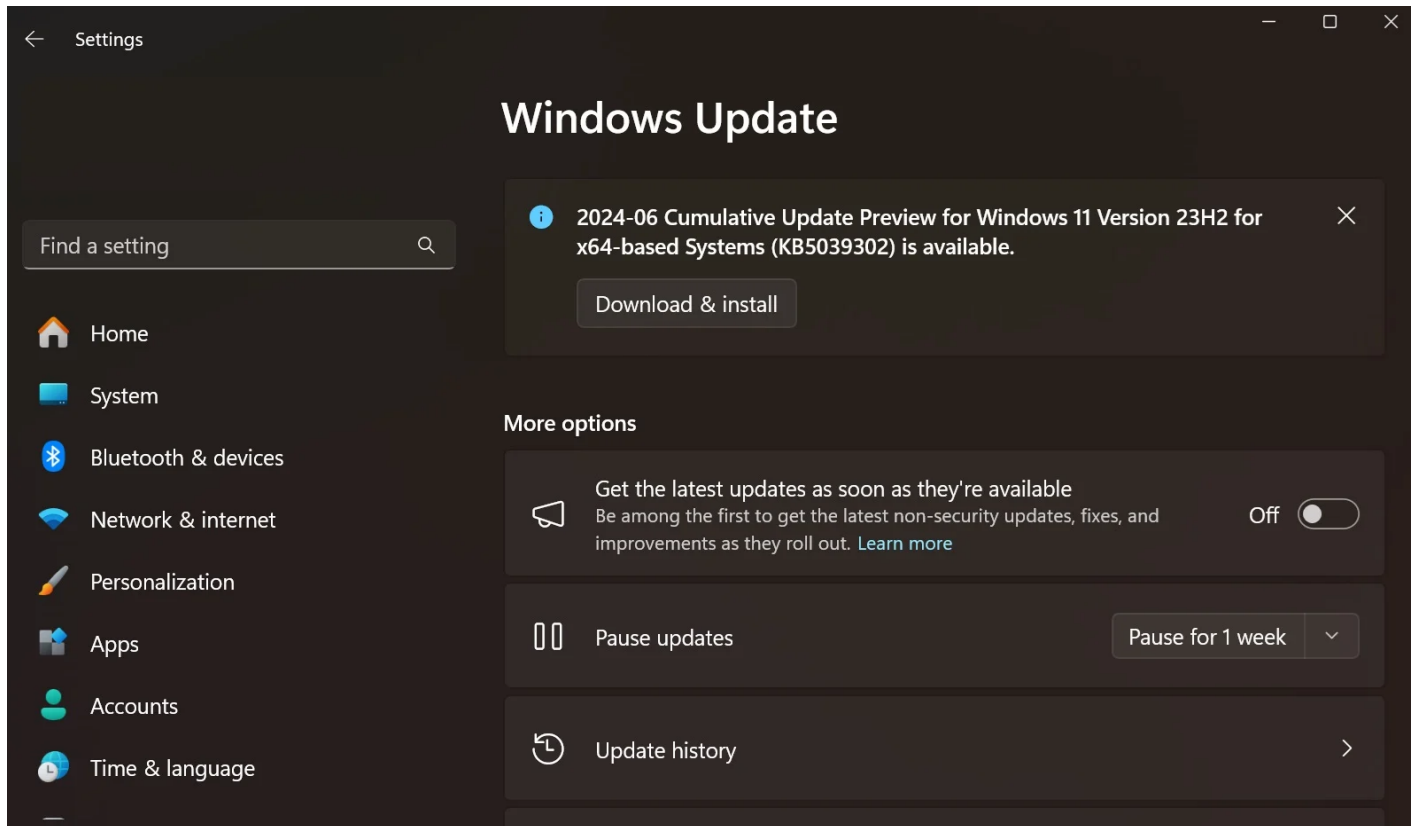 Settings
Windows Update
Find a setting
Home
System
Bluetooth & devices
Network & internet
Personalization
Apps
Accounts
Time & language
2024-06 Cumulative Update Preview for Windows 11 Version 23H2 for
x64-based Systems (KB5039302) is available.
Download & install
More options
Get the latest updates as soon as they're available
Be among the first to get the latest non-security updates, fixes, and
improvements as they roll out. Learn more
Off
Pause updates
Pause for 1 week
Update history